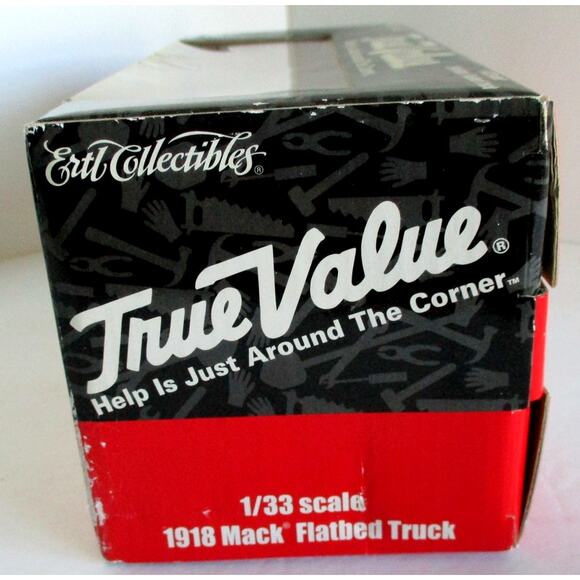 Ertl Collectibles®
True Value®
Help Is Just Around The Corner™
1/33 scale
1918 Mack® Flatbed Truck